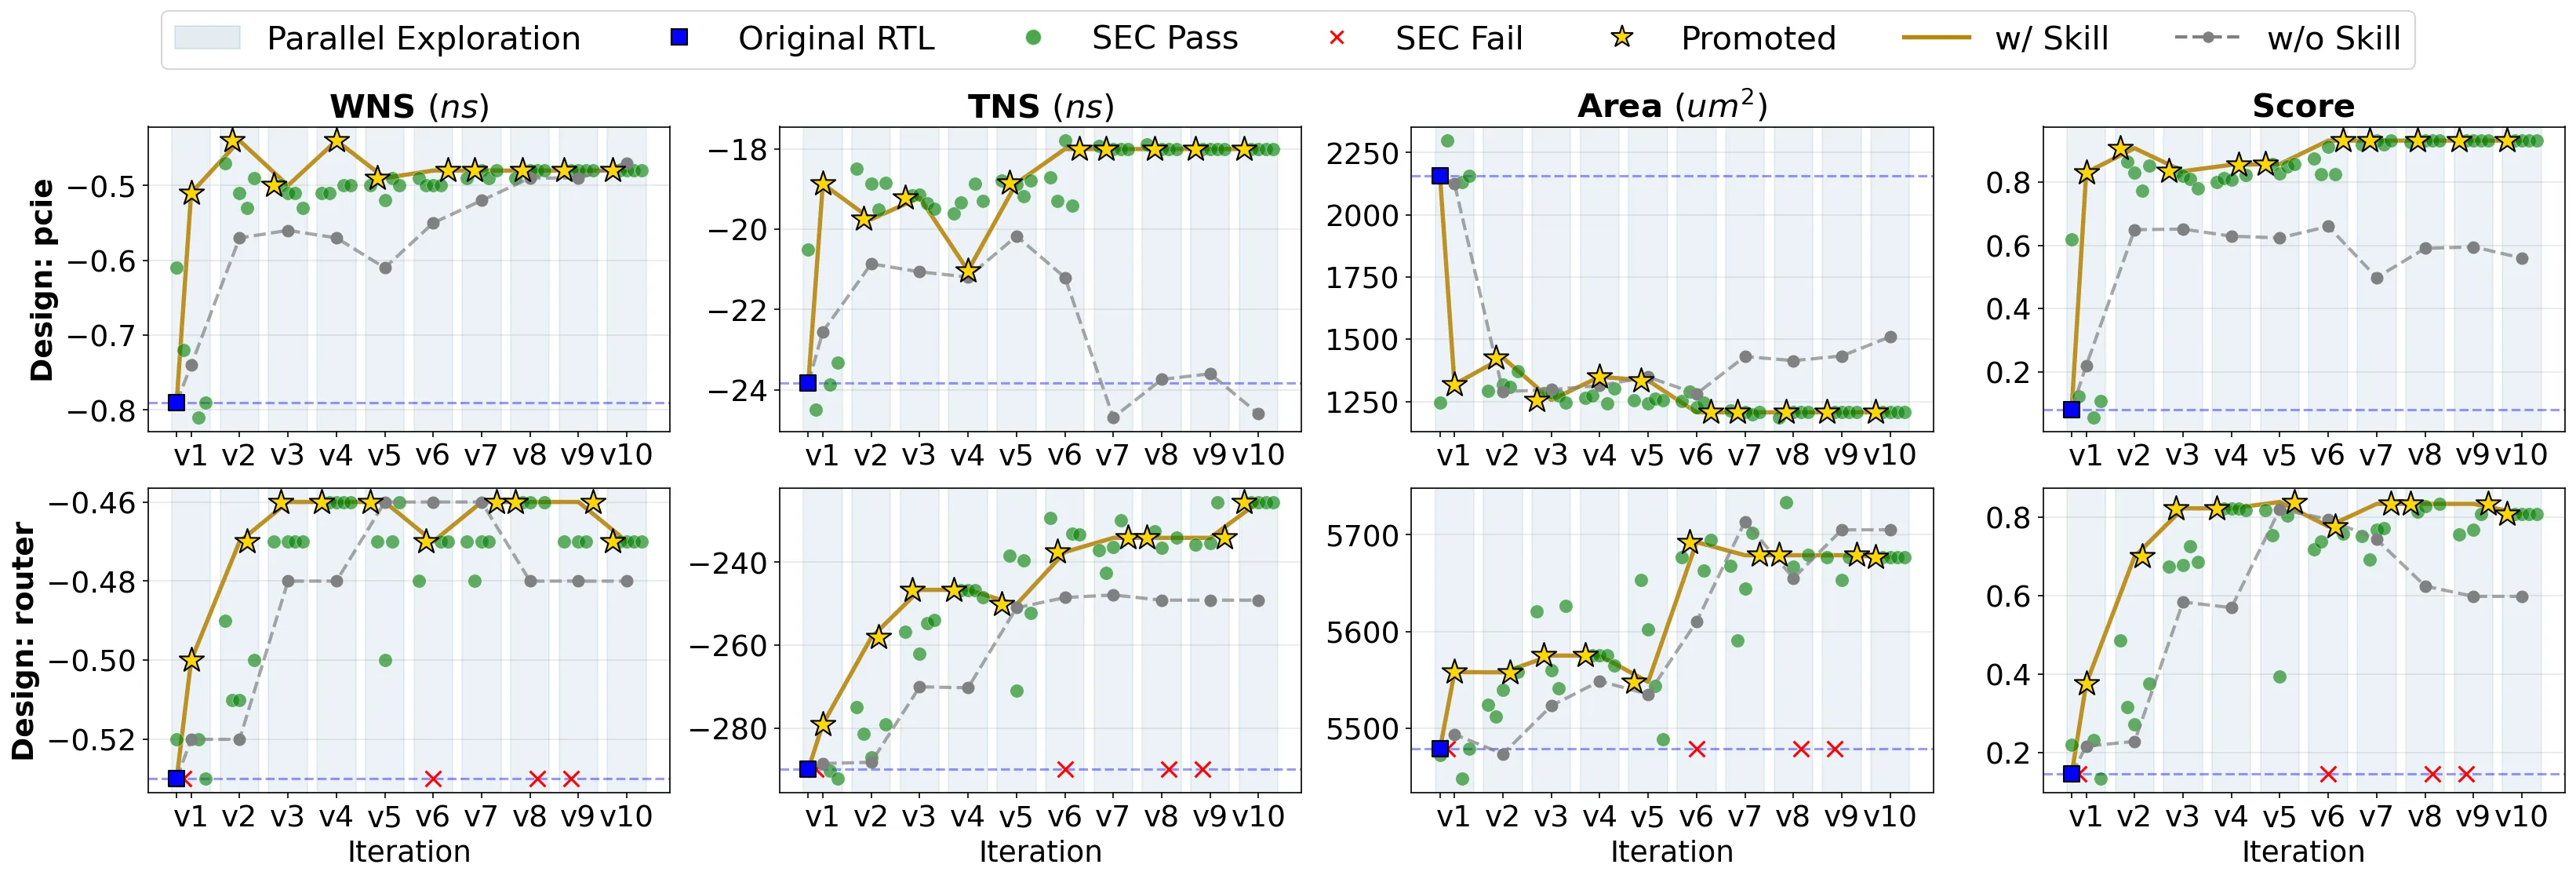 Parallel Exploration Original RTL SEC Pass SEC Fail Promoted w/ Skill w/o Skill
WNS (ns) TNS (ns) Area (um²) Score
Design: pcie
−0.5
−0.6
−0.7
−0.8
v1 v2 v3 v4 v5 v6 v7 v8 v9 v10
−18
−20
−22
−24
v1 v2 v3 v4 v5 v6 v7 v8 v9 v10
2250
2000
1750
1500
1250
v1 v2 v3 v4 v5 v6 v7 v8 v9 v10
0.8
0.6
0.4
0.2
v1 v2 v3 v4 v5 v6 v7 v8 v9 v10
Design: router
−0.46
−0.48
−0.50
−0.52
v1 v2 v3 v4 v5 v6 v7 v8 v9 v10
Iteration
−240
−260
−280
v1 v2 v3 v4 v5 v6 v7 v8 v9 v10
Iteration
5700
5600
5500
v1 v2 v3 v4 v5 v6 v7 v8 v9 v10
Iteration
0.8
0.6
0.4
0.2
v1 v2 v3 v4 v5 v6 v7 v8 v9 v10
Iteration